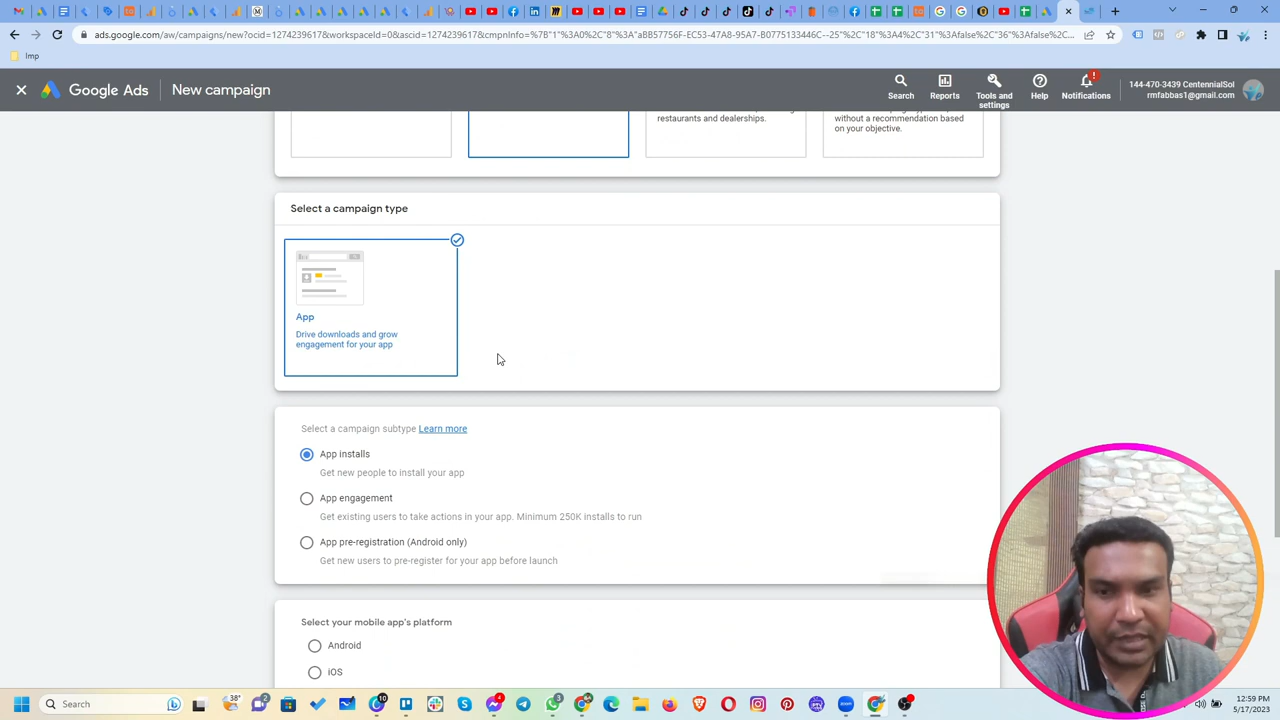 ads.google.com/aw/campaigns/new?ocid=1274239617&workspaceId=0&ascid=1274239617&cmpnInfo=%7B"1"%3A0%2C"8"%3A"a8B57756F-EC53-47A8-95A7-B0775133446C--25"%2C"18"%3A4%2C"31"%3Afalse%2C"36"%3Afalse%2C...
Imp
Google Ads
New campaign
Search
Reports
Tools and settings
Help
Notifications
144-470-3439 CentennialSol
rmfabbas1@gmail.com
restaurants and dealerships.
without a recommendation based
on your objective.
Select a campaign type
App
Drive downloads and grow
engagement for your app
Select a campaign subtype Learn more
App installs
Get new people to install your app
App engagement
Get existing users to take actions in your app. Minimum 250K installs to run
App pre-registration (Android only)
Get new users to pre-register for your app before launch
Select your mobile app's platform
Android
iOS
Search
38°
12:59 PM
5/17/2023